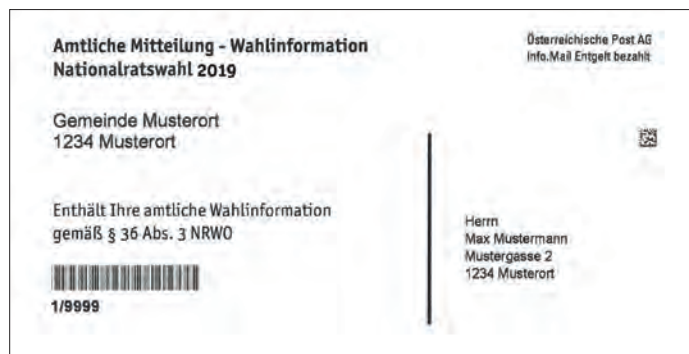 Amtliche Mitteilung - Wahlinformation
Nationalratswahl 2019
Österreichische Post AG
Info.Mail Entgelt bezahlt
Gemeinde Musterort
1234 Musterort
Enthält Ihre amtliche Wahlinformation
gemäß § 36 Abs. 3 NRWO
1/9999
Herrn
Max Mustermann
Mustergasse 2
1234 Musterort